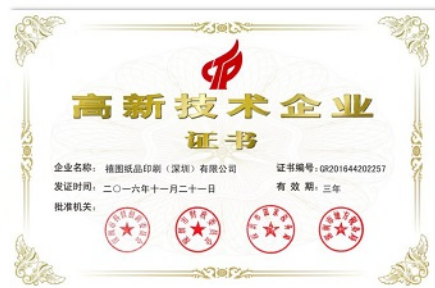 高新技术企业
证书
企业名称： 禧图纸品印刷（深圳）有限公司 证书编号：GR201644202257
发证时间：二〇一六年十一月二十一日 有 效 期：三年
批准机关：